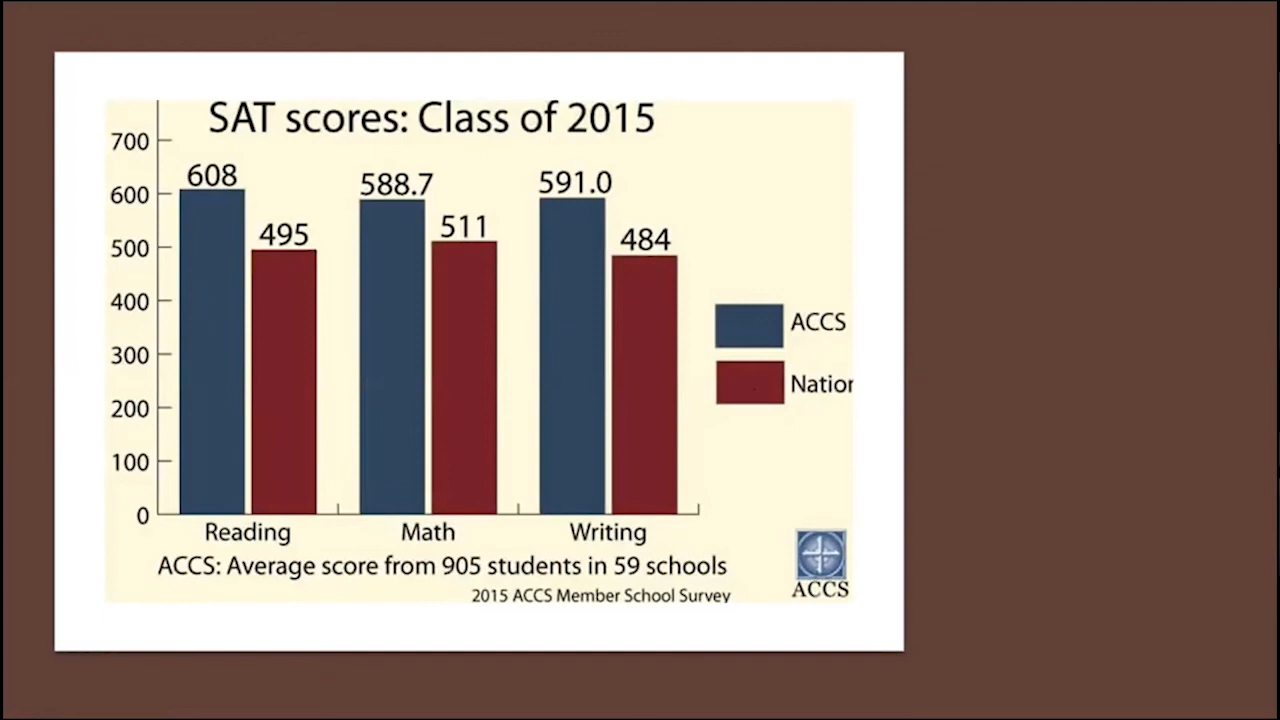 SAT scores: Class of 2015
700
600
500
400
300
200
100
0
608
495
588.7
511
591.0
484
ACCS
Nation
Reading
Math
Writing
ACCS: Average score from 905 students in 59 schools
2015 ACCS Member School Survey
ACCS